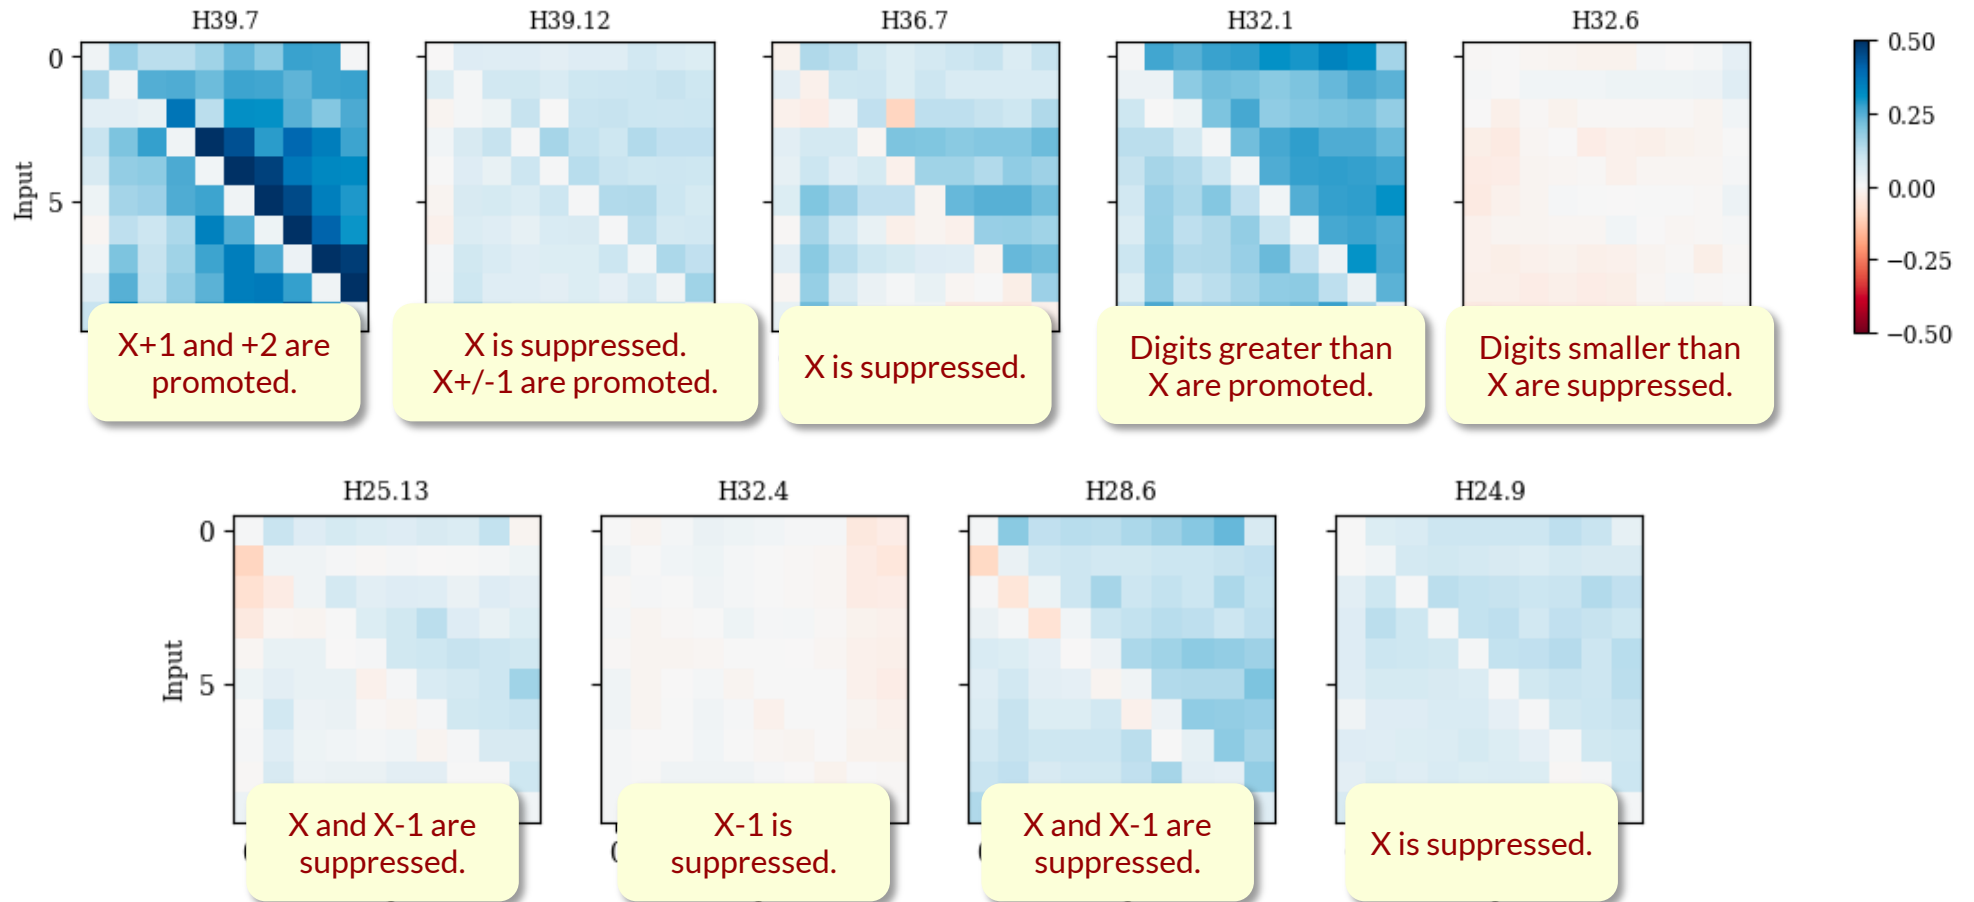 H39.7
H39.12
H36.7
H32.1
H32.6
0
5
Input
0.50
0.25
0.00
−0.25
−0.50
X+1 and +2 are
promoted.
X is suppressed.
X+/-1 are promoted.
X is suppressed.
Digits greater than
X are promoted.
Digits smaller than
X are suppressed.
H25.13
H32.4
H28.6
H24.9
0
5
Input
X and X-1 are
suppressed.
X-1 is
suppressed.
X and X-1 are
suppressed.
X is suppressed.